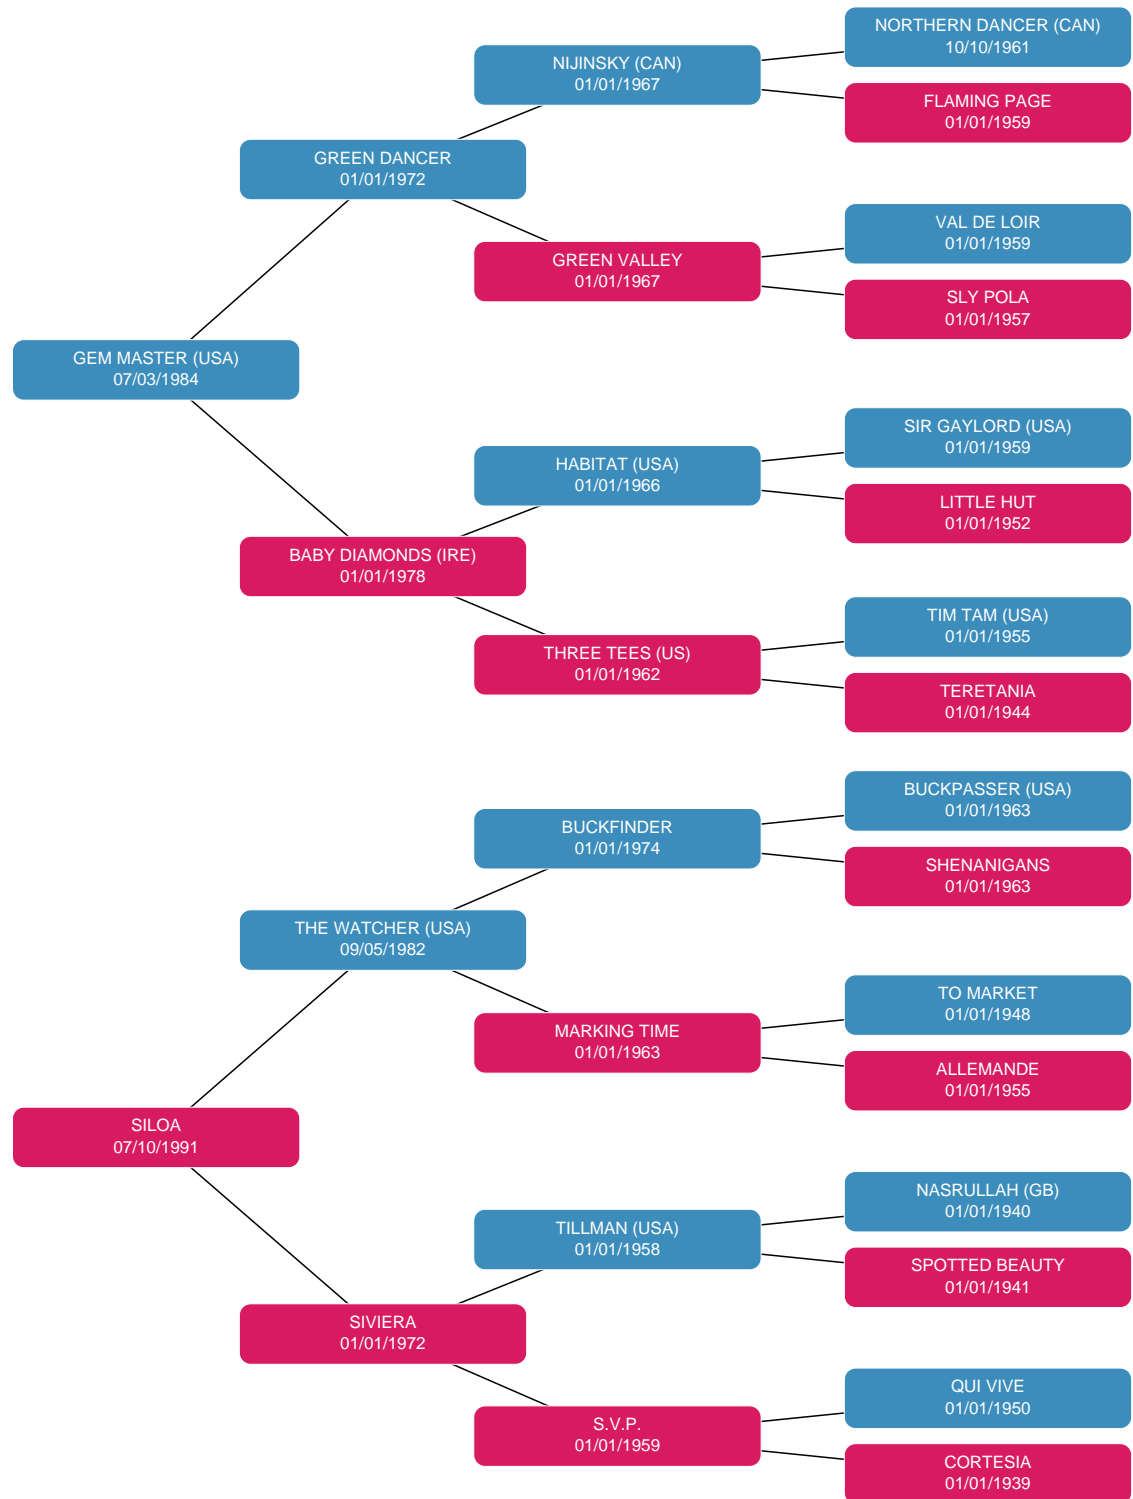 NORTHERN DANCER (CAN)
10/10/1961
NIJINSKY (CAN)
01/01/1967
FLAMING PAGE
01/01/1959
GREEN DANCER
01/01/1972
VAL DE LOIR
01/01/1959
GREEN VALLEY
01/01/1967
SLY POLA
01/01/1957
GEM MASTER (USA)
07/03/1984
SIR GAYLORD (USA)
01/01/1959
HABITAT (USA)
01/01/1966
LITTLE HUT
01/01/1952
BABY DIAMONDS (IRE)
01/01/1978
TIM TAM (USA)
01/01/1955
THREE TEES (US)
01/01/1962
TERETANIA
01/01/1944
BUCKPASSER (USA)
01/01/1963
BUCKFINDER
01/01/1974
SHENANIGANS
01/01/1963
THE WATCHER (USA)
09/05/1982
TO MARKET
01/01/1948
MARKING TIME
01/01/1963
ALLEMANDE
01/01/1955
SILOA
07/10/1991
NASRULLAH (GB)
01/01/1940
TILLMAN (USA)
01/01/1958
SPOTTED BEAUTY
01/01/1941
SIVIERA
01/01/1972
QUI VIVE
01/01/1950
S.V.P.
01/01/1959
CORTESIA
01/01/1939